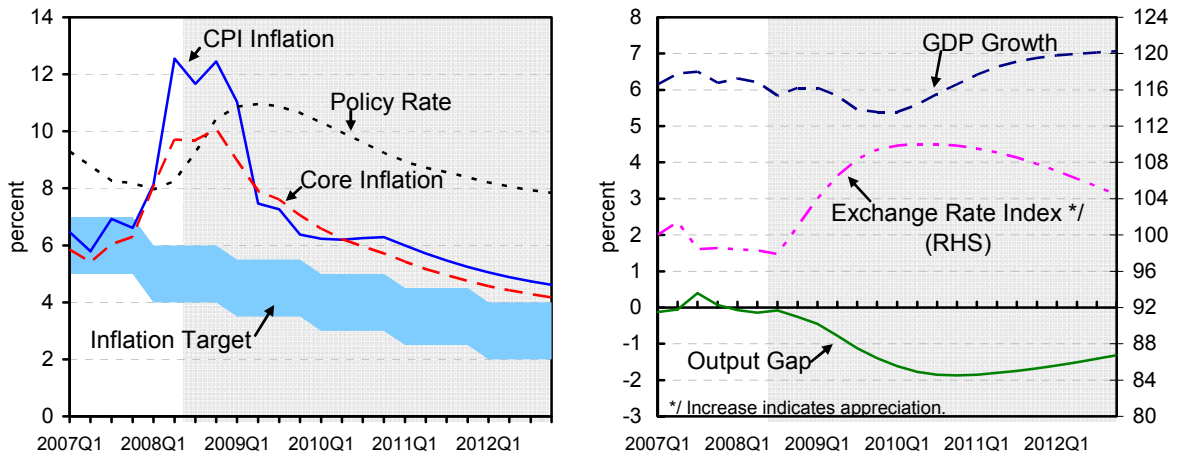 14
12
10
8
6
4
2
0
percent
CPI Inflation
Policy Rate
Core Inflation
Inflation Target
2007Q1 2008Q1 2009Q1 2010Q1 2011Q1 2012Q1
8
7
6
5
4
3
2
1
0
-1
-2
-3
percent
GDP Growth
Exchange Rate Index */
(RHS)
Output Gap
*/ Increase indicates appreciation.
124
120
116
112
108
104
100
96
92
88
84
80
2007Q1 2008Q1 2009Q1 2010Q1 2011Q1 2012Q1